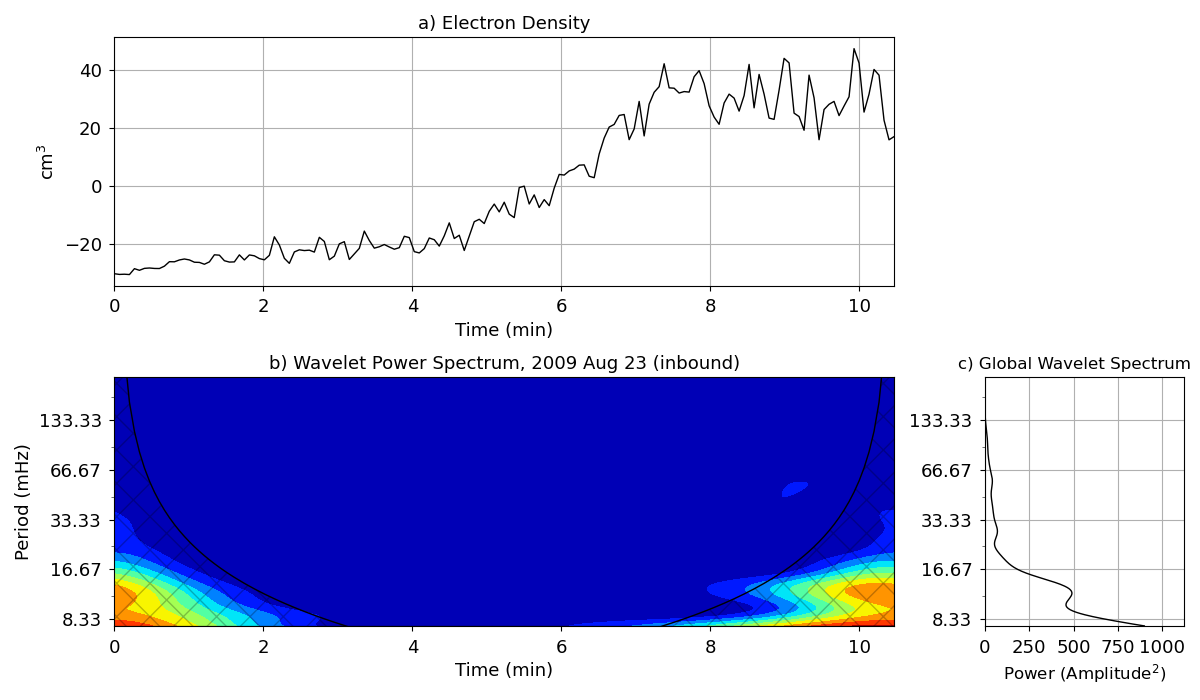 a) Electron Density
40
20
0
−20
cm³
0 2 4 6 8 10
Time (min)
b) Wavelet Power Spectrum, 2009 Aug 23 (inbound)
133.33
66.67
33.33
16.67
8.33
Period (mHz)
0 2 4 6 8 10
Time (min)
c) Global Wavelet Spectrum
133.33
66.67
33.33
16.67
8.33
0 250 500 750 1000
Power (Amplitude²)